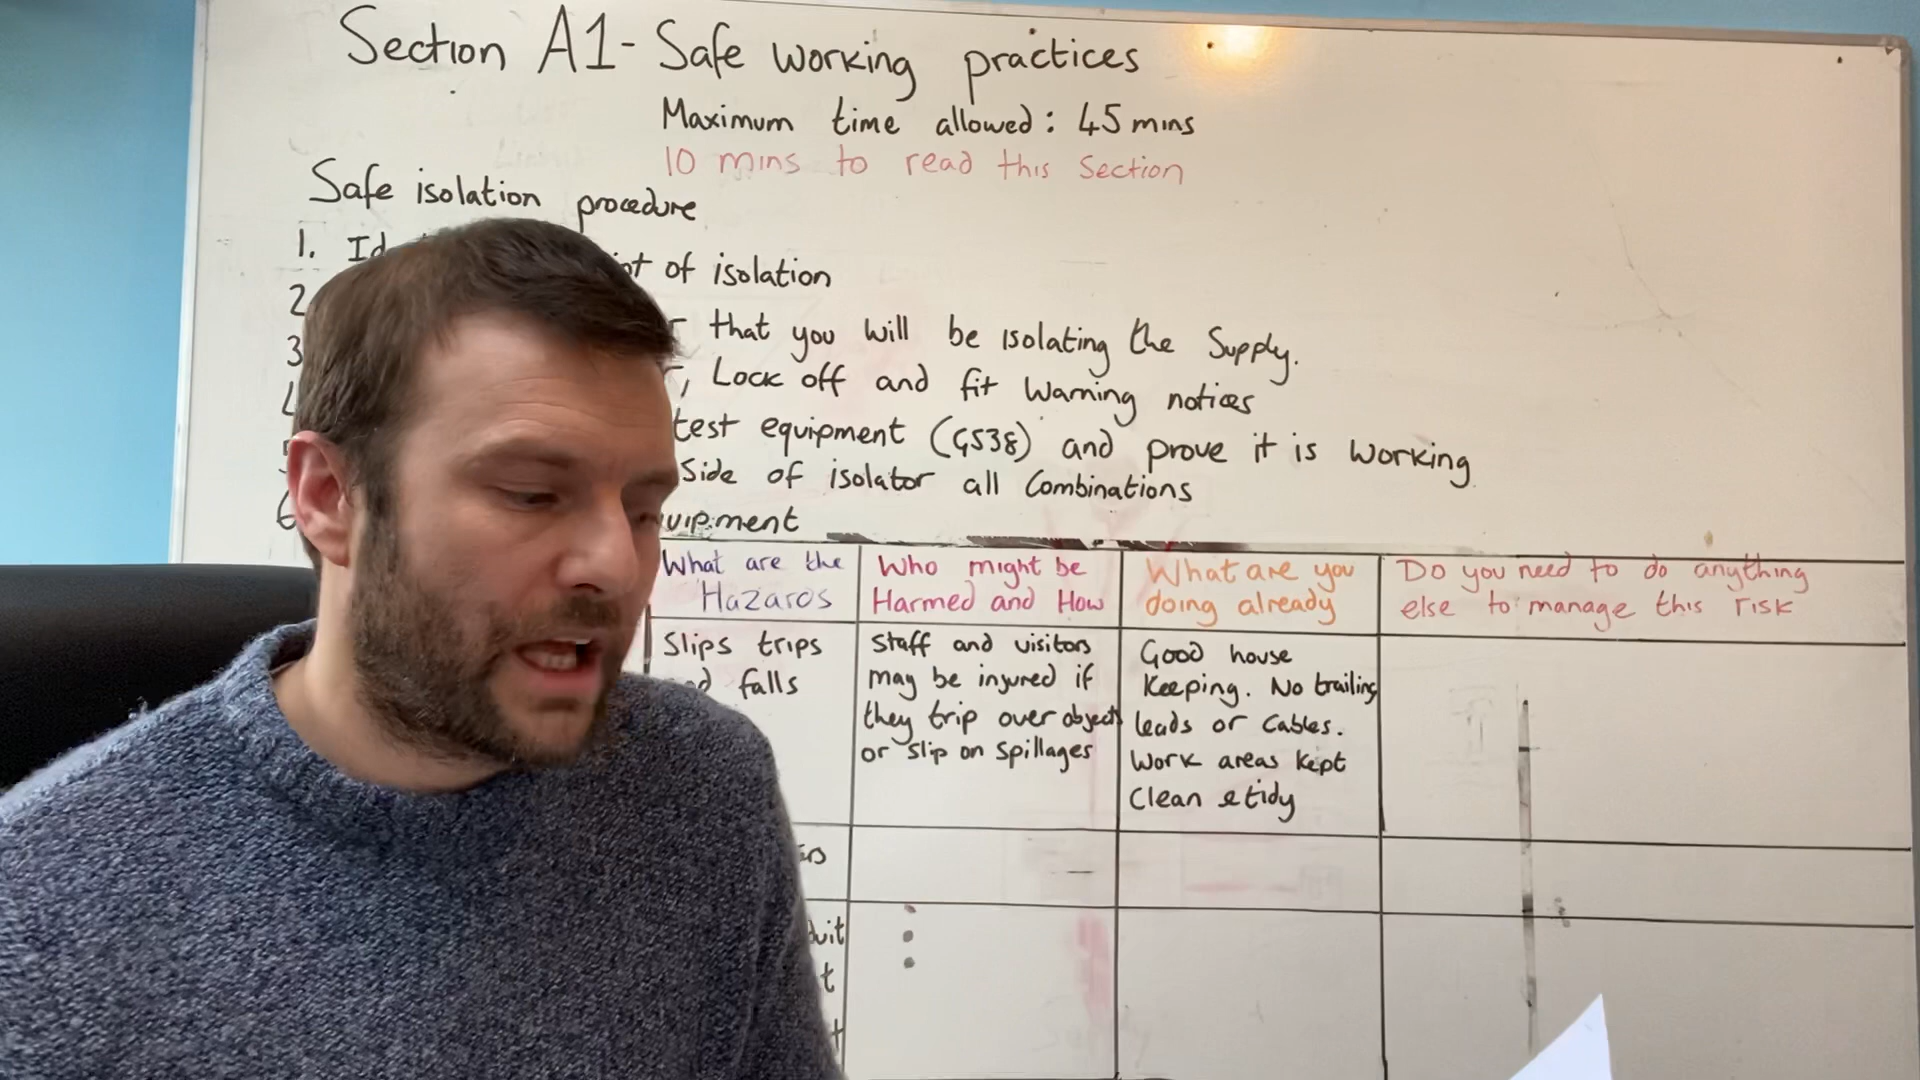 Section A1- Safe working practices
Maximum time allowed: 45 mins
10 mins to read this Section
Safe isolation procedure
1. of isolation
2
3 that you will be isolating the Supply.
Lock off and fit Warning notices
test equipment (GS38) and prove it is working
Side of isolator all Combinations
6
What are the Hazards
Who might be Harmed and How
What are you doing already
Do you need to do anything else to manage this risk
Slips trips
falls
Staff and visitors
may be injured if
they trip over objects
or slip on spillages
Good house
Keeping. No trailing
leads or cables.
Work areas kept
Clean & tidy